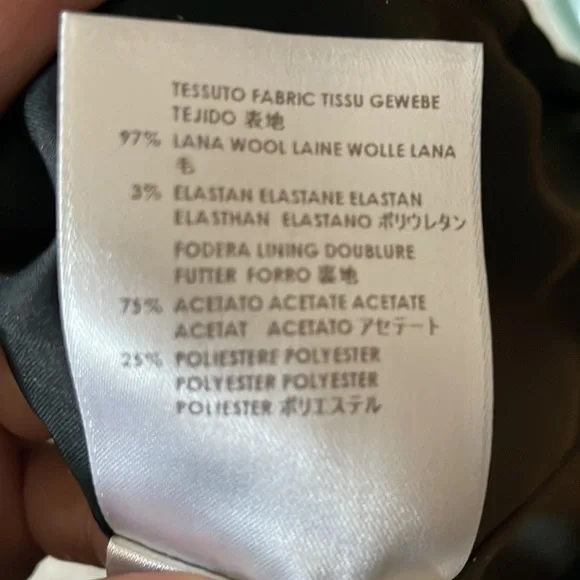 TESSUTO FABRIC TISSU GEWEBE
TEJIDO 表地
97% LANA WOOL LAINE WOLLE LANA
毛
3% ELASTAN ELASTANE ELASTAN
ELASTHAN ELASTANO ポリウレタン
FODERA LINING DOUBLURE
FUTTER FORRO 裏地
75% ACETATO ACETATE ACETATE
ACETAT ACETATO アセテート
25% POLIESTERE POLYESTER
POLYESTER POLYESTER
POLIESTER ポリエステル